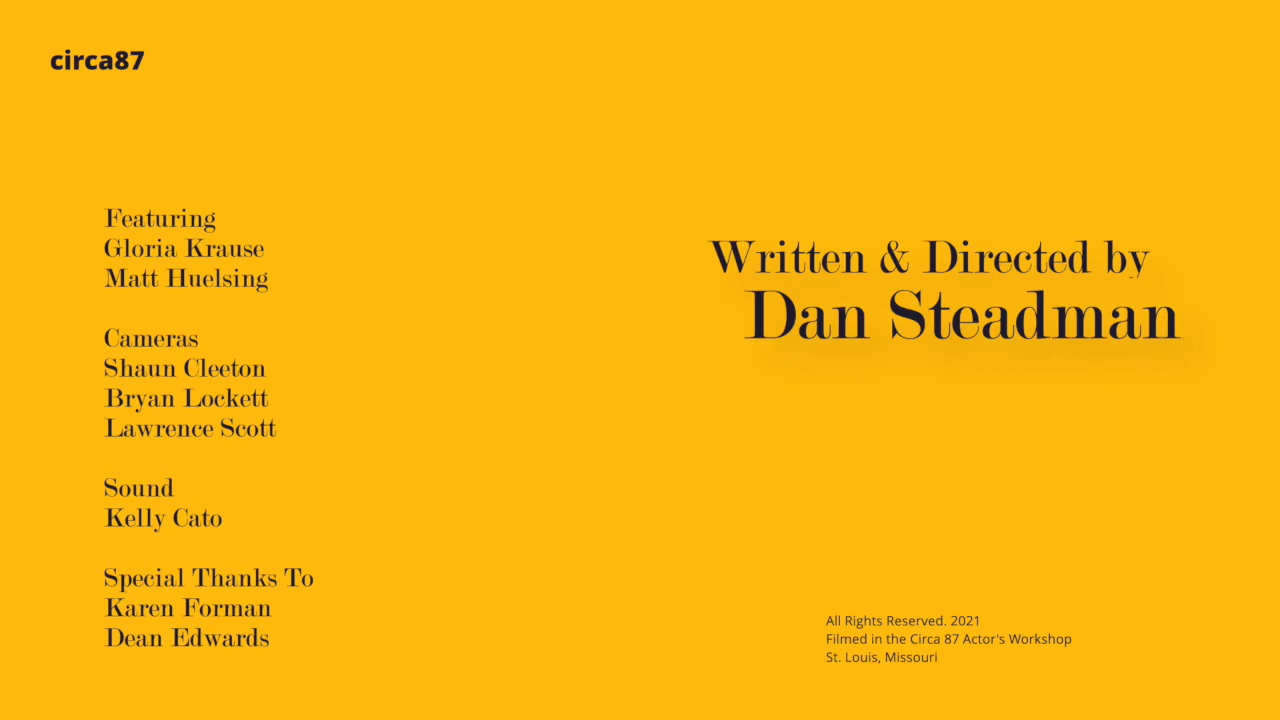 circa87
Featuring
Gloria Krause
Matt Huelsing
Cameras
Shaun Cleeton
Bryan Lockett
Lawrence Scott
Sound
Kelly Cato
Special Thanks To
Karen Forman
Dean Edwards
Written & Directed by
Dan Steadman
All Rights Reserved. 2021
Filmed in the Circa 87 Actor's Workshop
St. Louis, Missouri